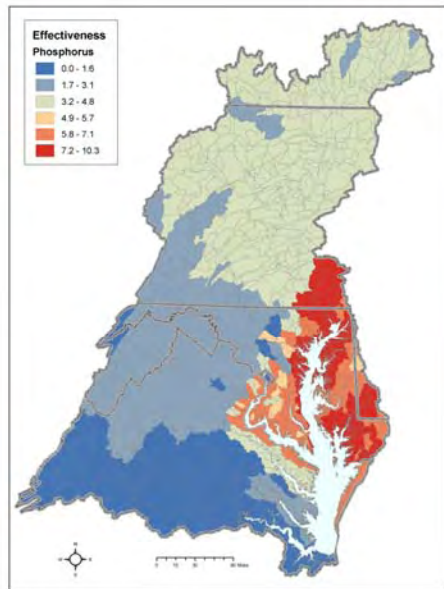 Effectiveness
Phosphorus
0.0 - 1.6
1.7 - 3.1
3.2 - 4.8
4.9 - 5.7
5.8 - 7.1
7.2 - 10.3